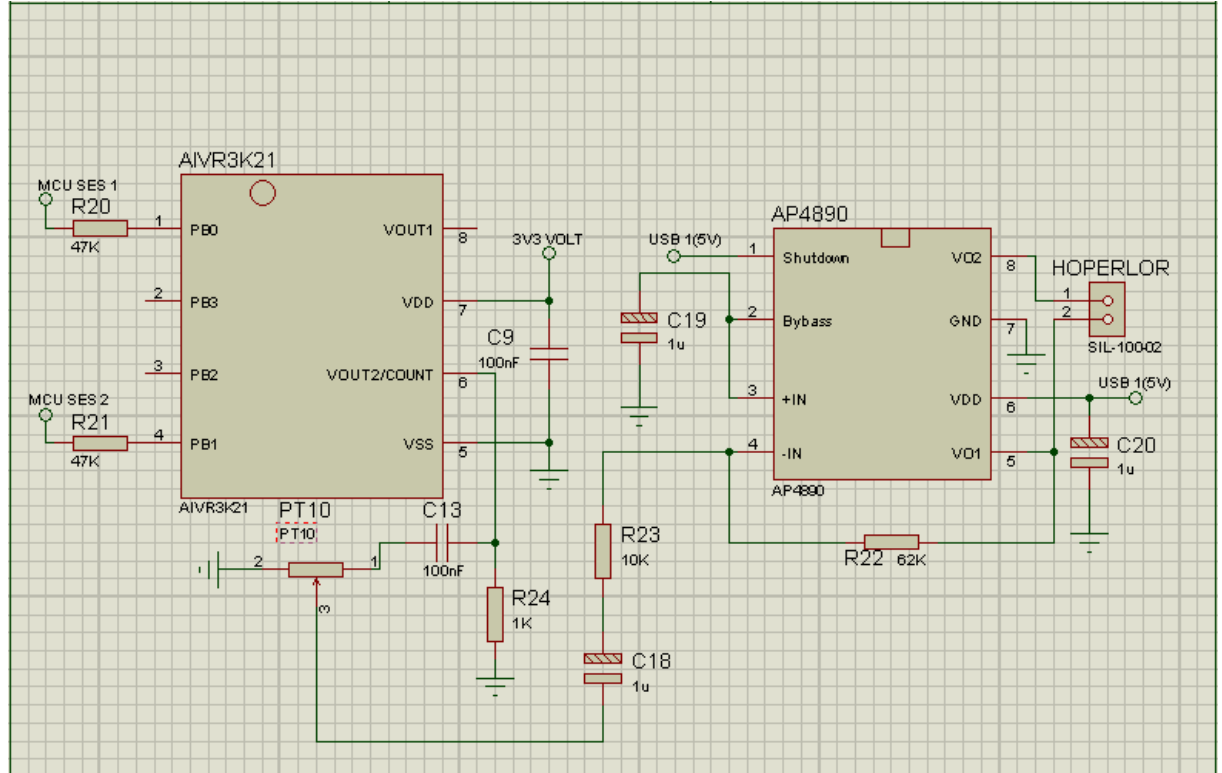 AIVR3K21
MCU SES 1
R20
47K
1
PB0
VOUT1
8
2
PB3
VDD
7
3V3 VOLT
3
PB2
VOUT2/COUNT
6
C9
100nF
MCU SES 2
R21
47K
4
PB1
VSS
5
AIVR3K21
PT10
PT10
2
1
3
C13
100nF
R24
1K
AP4890
USB 1(5V)
1
Shutdown
VO2
8
C19
1u
2
Bybass
GND
7
3
+IN
VDD
6
4
-IN
VO1
5
AP4890
HOPERLOR
1
2
SIL-100-02
USB 1(5V)
C20
1u
R23
10K
R22
62K
C18
1u